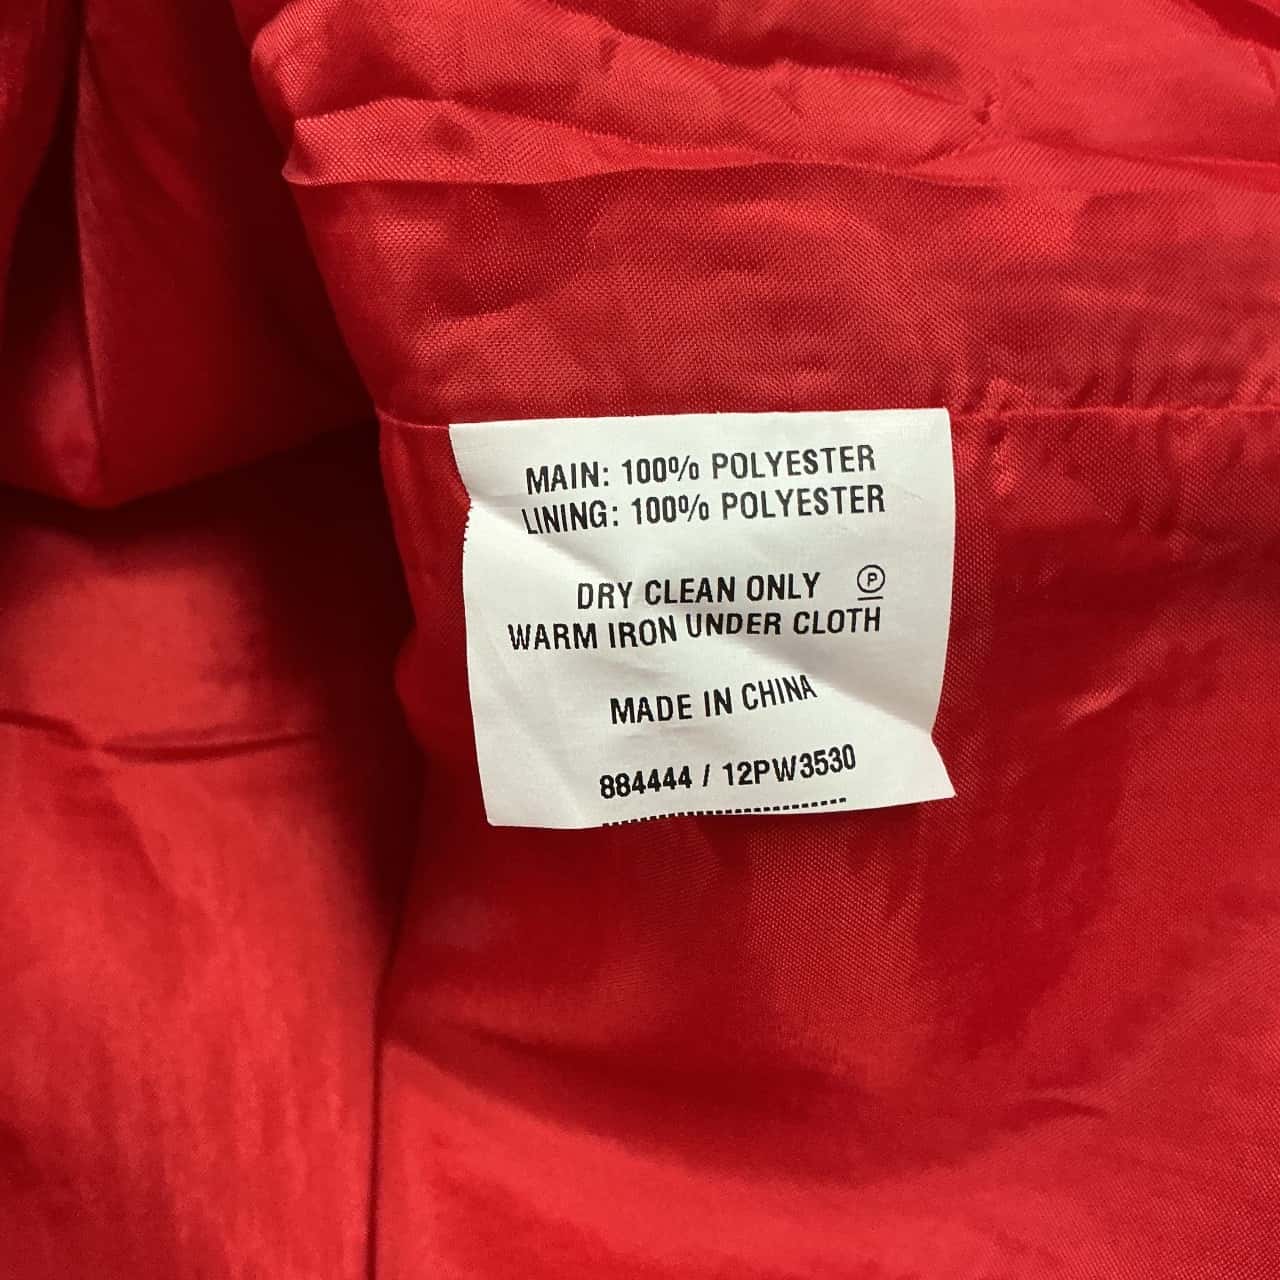 MAIN: 100% POLYESTER
LINING: 100% POLYESTER
DRY CLEAN ONLY Ⓟ
WARM IRON UNDER CLOTH
MADE IN CHINA
884444 / 12PW3530